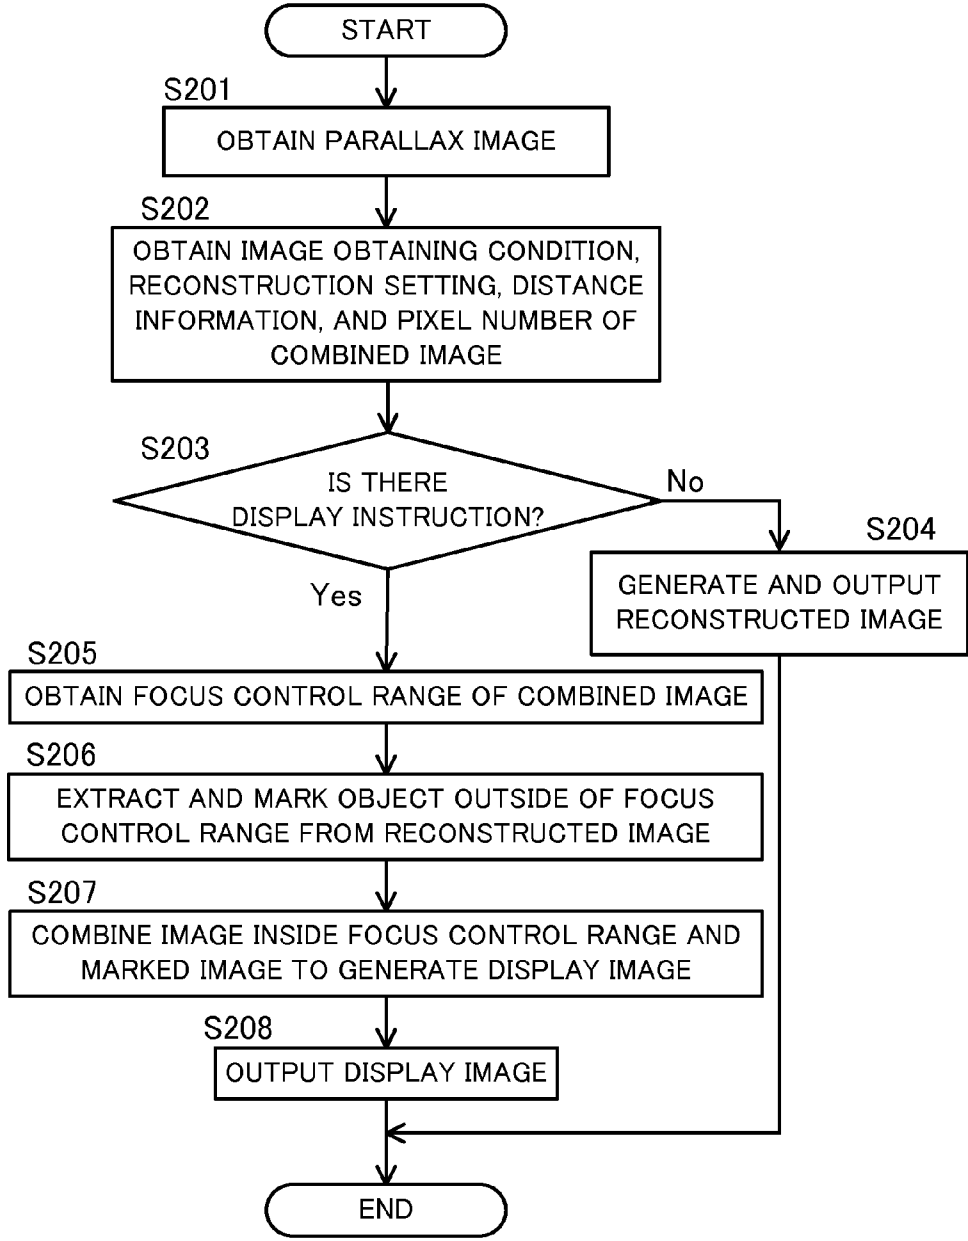 START
S201
OBTAIN PARALLAX IMAGE
S202
OBTAIN IMAGE OBTAINING CONDITION,
RECONSTRUCTION SETTING, DISTANCE
INFORMATION, AND PIXEL NUMBER OF
COMBINED IMAGE
S203
IS THERE
DISPLAY INSTRUCTION?
No
Yes
S204
GENERATE AND OUTPUT
RECONSTRUCTED IMAGE
S205
OBTAIN FOCUS CONTROL RANGE OF COMBINED IMAGE
S206
EXTRACT AND MARK OBJECT OUTSIDE OF FOCUS
CONTROL RANGE FROM RECONSTRUCTED IMAGE
S207
COMBINE IMAGE INSIDE FOCUS CONTROL RANGE AND
MARKED IMAGE TO GENERATE DISPLAY IMAGE
S208
OUTPUT DISPLAY IMAGE
END